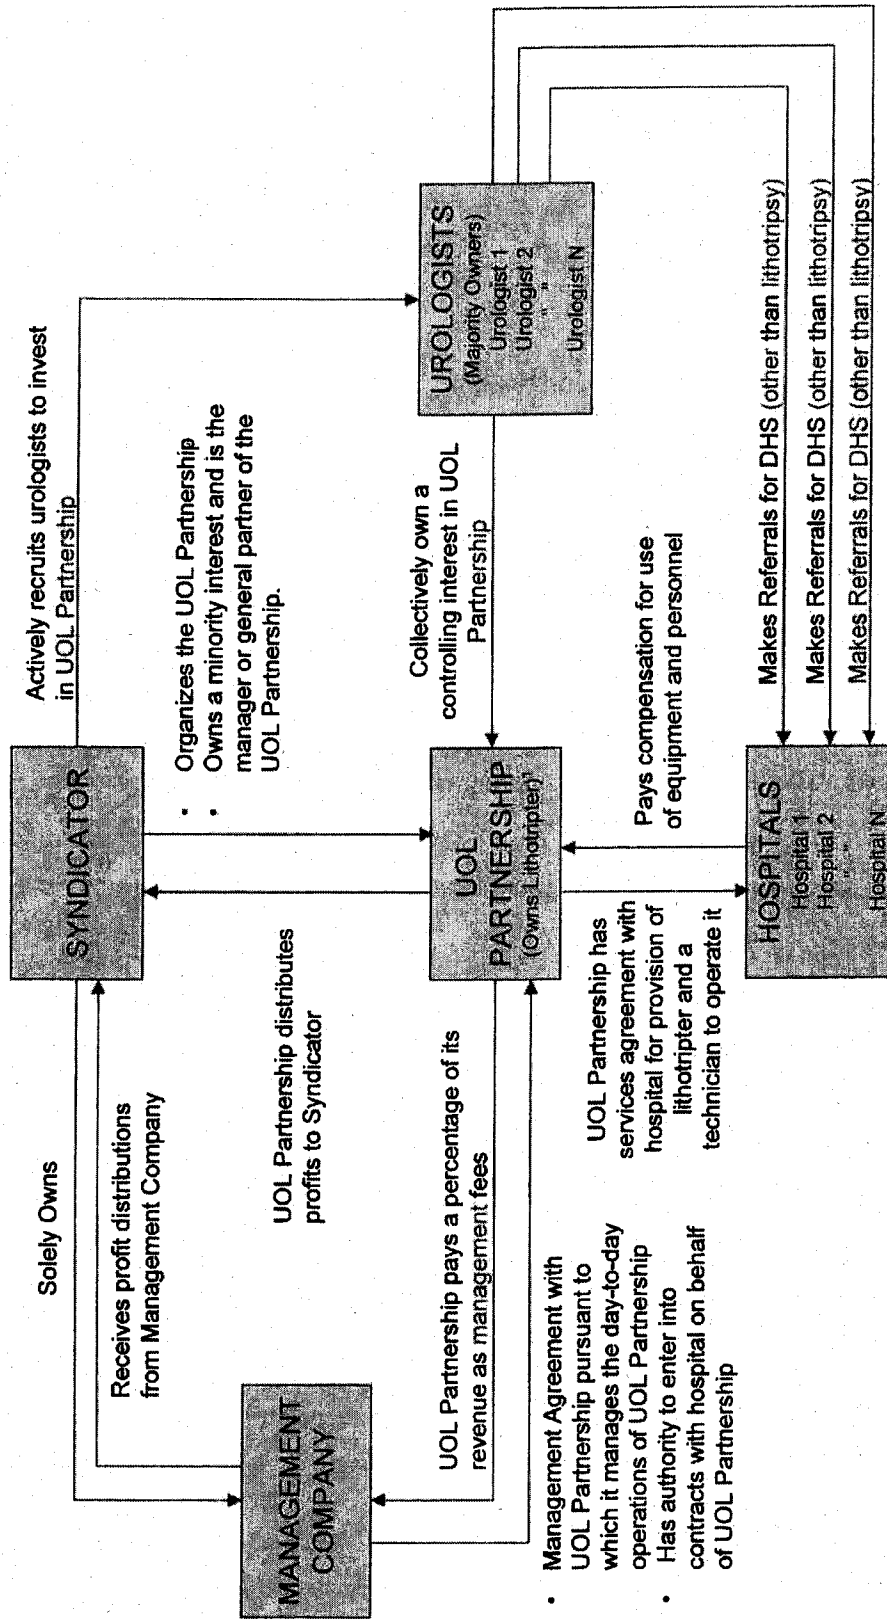 Solely Owns
Receives profit distributions
from Management Company
SYNDICATOR
Actively recruits urologists to invest
in UOL Partnership
• Organizes the UOL Partnership
• Owns a minority interest and is the
manager or general partner of the
UOL Partnership.
UOL Partnership distributes
profits to Syndicator
MANAGEMENT
COMPANY
UOL Partnership pays a percentage of its
revenue as management fees
• Management Agreement with
UOL Partnership pursuant to
which it manages the day-to-day
operations of UOL Partnership
• Has authority to enter into
contracts with hospital on behalf
of UOL Partnership
UOL
PARTNERSHIP
(Owns Lithotripter)¹
Collectively own a
controlling interest in UOL
Partnership
UROLOGISTS
(Majority Owners)
Urologist 1
Urologist 2
" "
Urologist N
UOL Partnership has
services agreement with
hospital for provision of
lithotripter and a
technician to operate it
Pays compensation for use
of equipment and personnel
HOSPITALS
Hospital 1
Hospital 2
" "
Hospital N
Makes Referrals for DHS (other than lithotripsy)
Makes Referrals for DHS (other than lithotripsy)
Makes Referrals for DHS (other than lithotripsy)